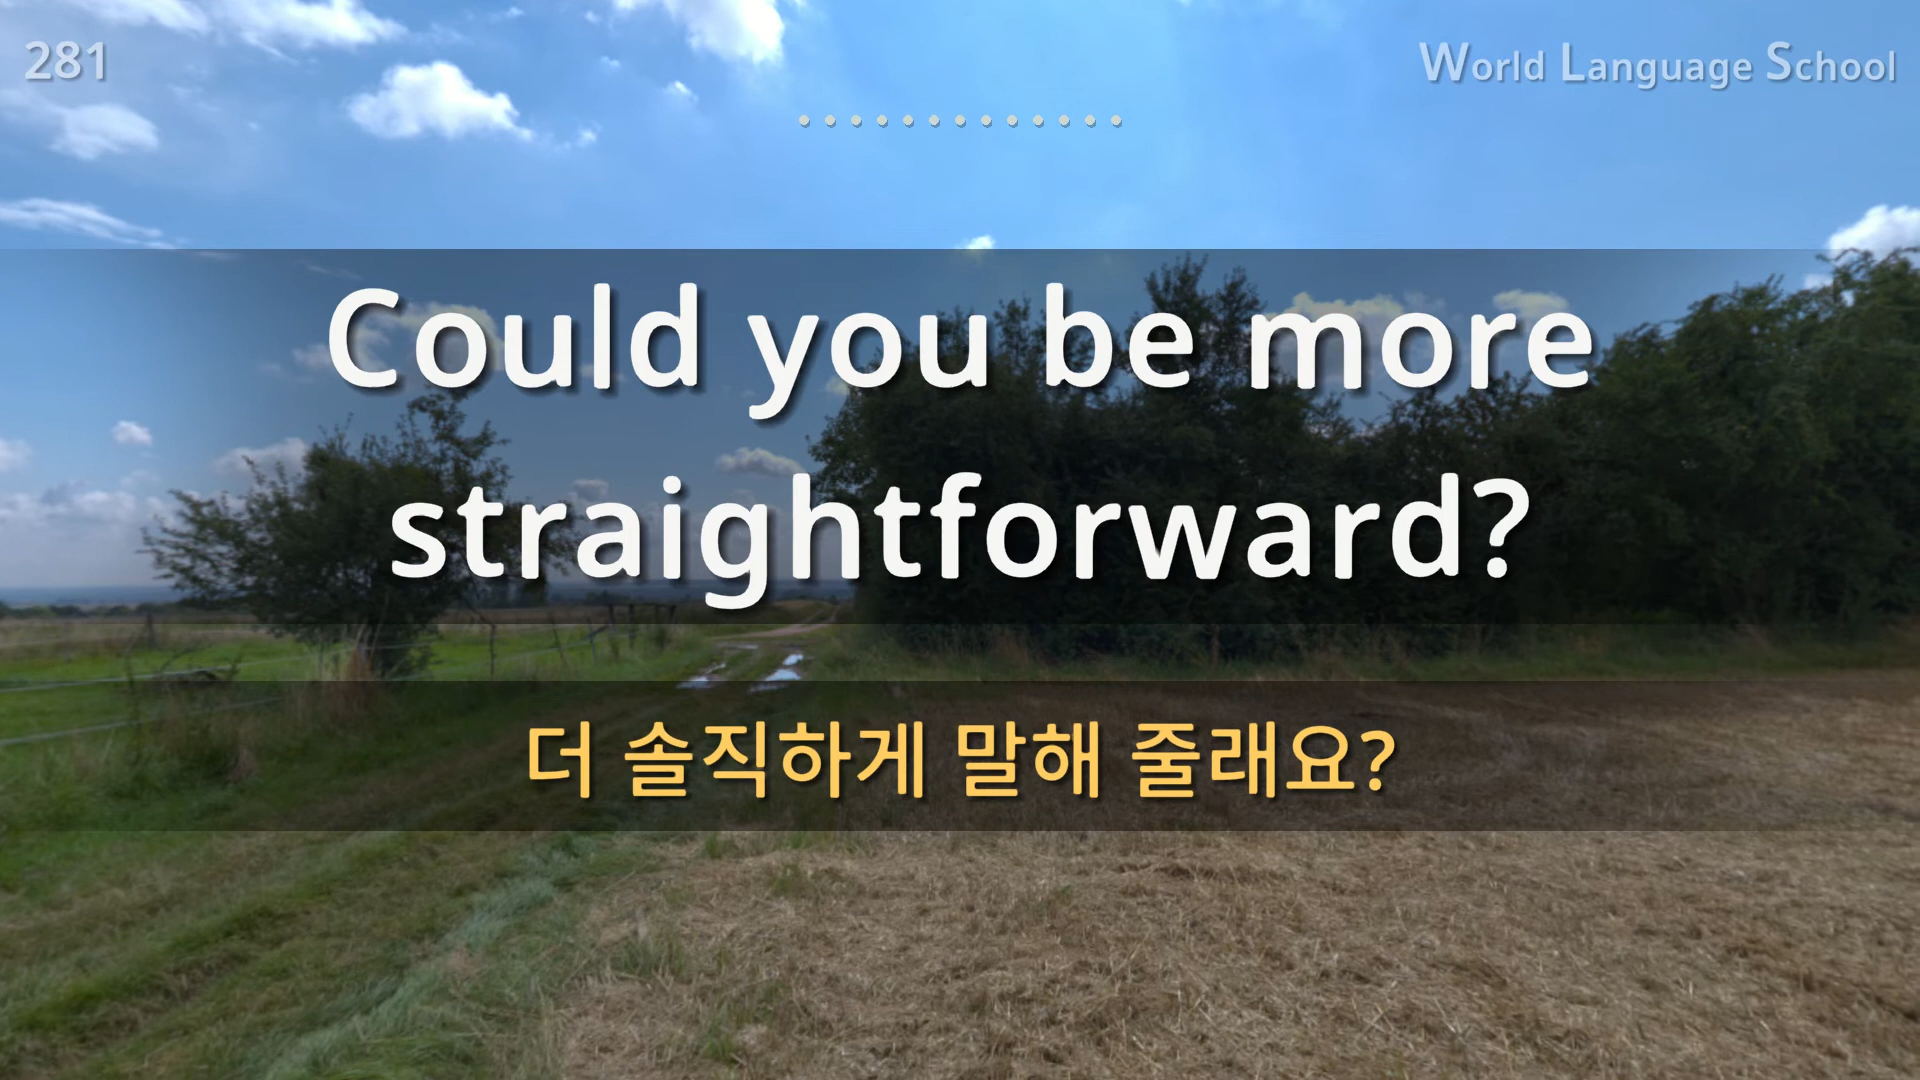 281
World Language School
Could you be more
straightforward?
더 솔직하게 말해 줄래요?